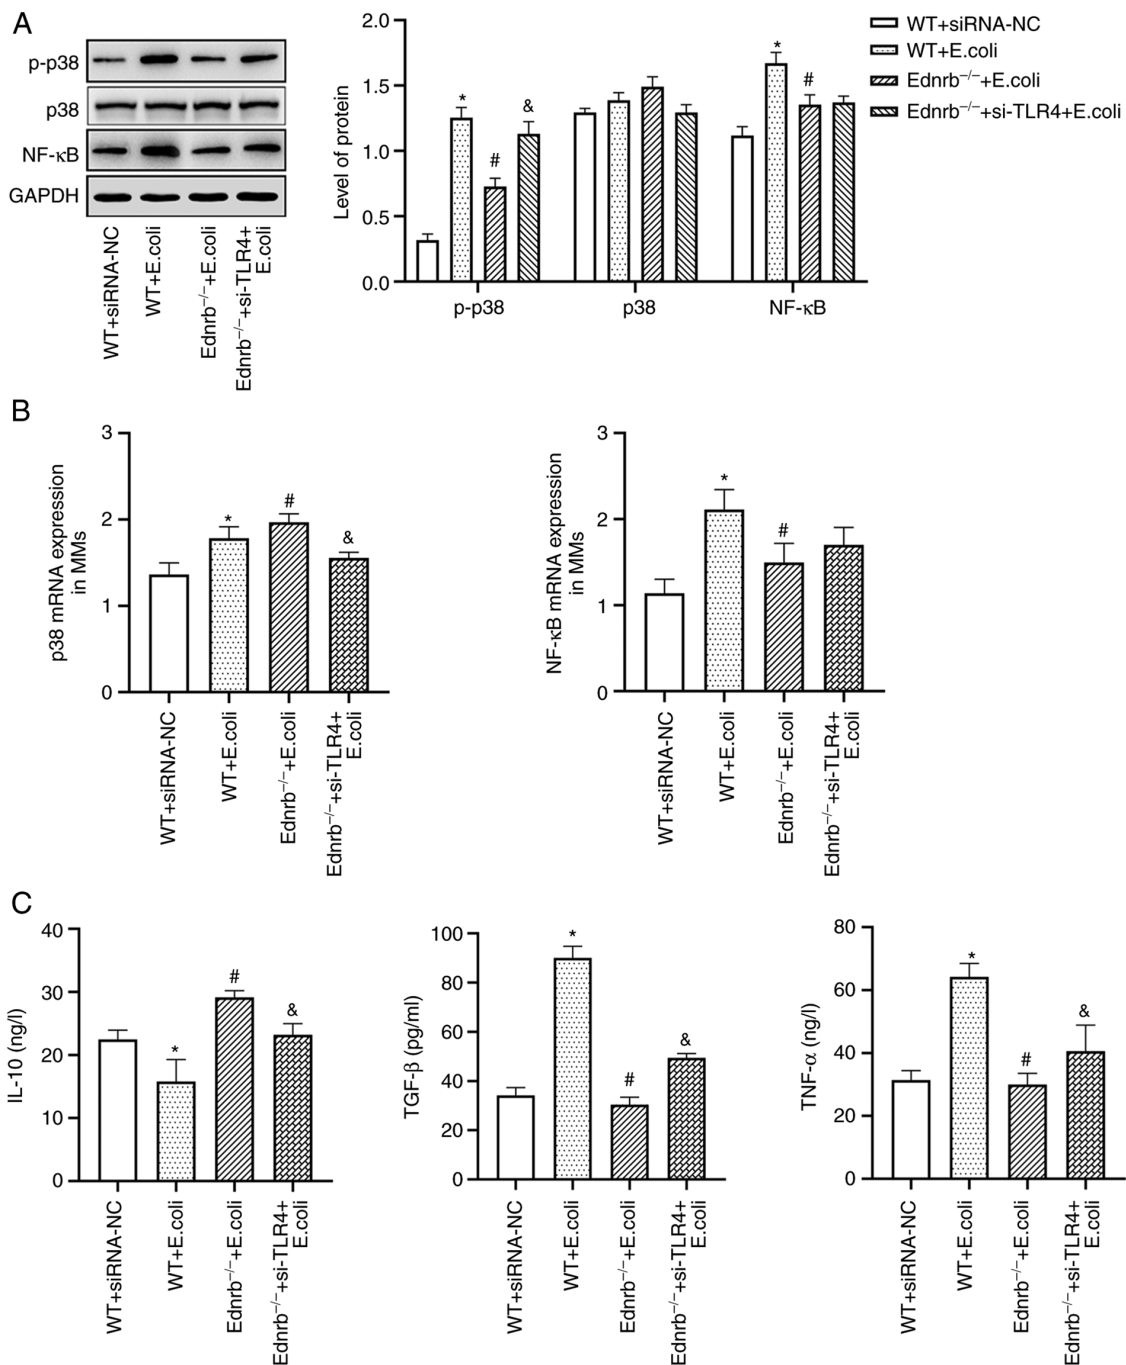 A
p-p38
p38
NF-κB
GAPDH
WT+siRNA-NC
WT+E.coli
Ednrb⁻/⁻+E.coli
Ednrb⁻/⁻+si-TLR4+
E.coli
Level of protein
2.0
1.5
1.0
0.5
0.0
*
#
&
*
#
p-p38
p38
NF-κB
WT+siRNA-NC
WT+E.coli
Ednrb⁻/⁻+E.coli
Ednrb⁻/⁻+si-TLR4+E.coli
B
p38 mRNA expression
in MMs
3
2
1
0
*
#
&
WT+siRNA-NC
WT+E.coli
Ednrb⁻/⁻+E.coli
Ednrb⁻/⁻+si-TLR4+
E.coli
NF-κB mRNA expression
in MMs
3
2
1
0
*
#
WT+siRNA-NC
WT+E.coli
Ednrb⁻/⁻+E.coli
Ednrb⁻/⁻+si-TLR4+
E.coli
C
IL-10 (ng/l)
40
30
20
10
0
*
#
&
WT+siRNA-NC
WT+E.coli
Ednrb⁻/⁻+E.coli
Ednrb⁻/⁻+si-TLR4+
E.coli
TGF-β (pg/ml)
100
80
60
40
20
0
*
#
&
WT+siRNA-NC
WT+E.coli
Ednrb⁻/⁻+E.coli
Ednrb⁻/⁻+si-TLR4+
E.coli
TNF-α (ng/l)
80
60
40
20
0
*
#
&
WT+siRNA-NC
WT+E.coli
Ednrb⁻/⁻+E.coli
Ednrb⁻/⁻+si-TLR4+
E.coli